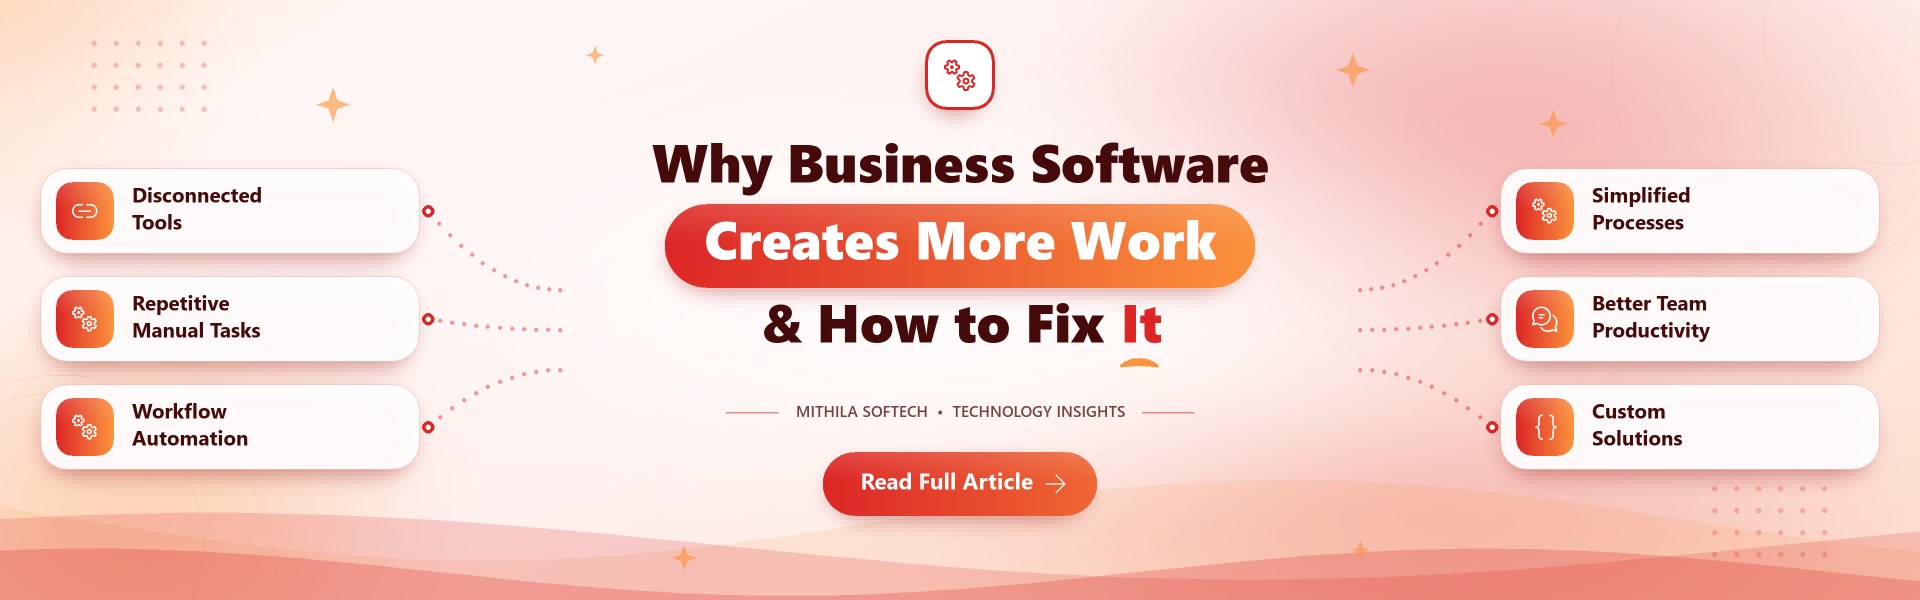 Why Business Software
Creates More Work
& How to Fix It
MITHILA SOFTECH • TECHNOLOGY INSIGHTS
Read Full Article →
Disconnected
Tools
Repetitive
Manual Tasks
Workflow
Automation
Simplified
Processes
Better Team
Productivity
Custom
Solutions